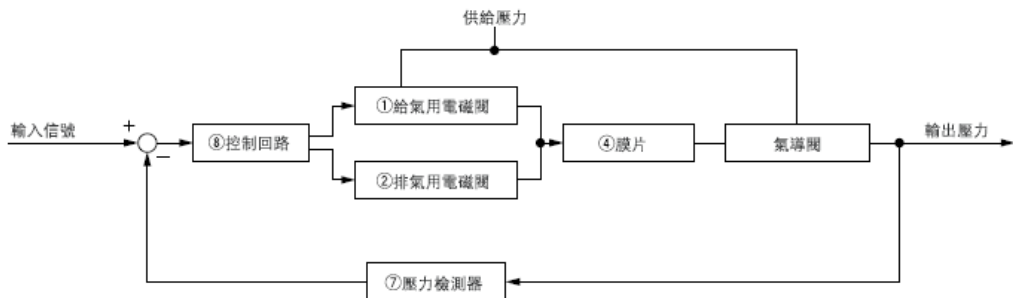 供給壓力
①給氣用電磁閥
輸入信號
+
⑧控制回路
④膜片
氣導閥
輸出壓力
−
②排氣用電磁閥
⑦壓力檢測器